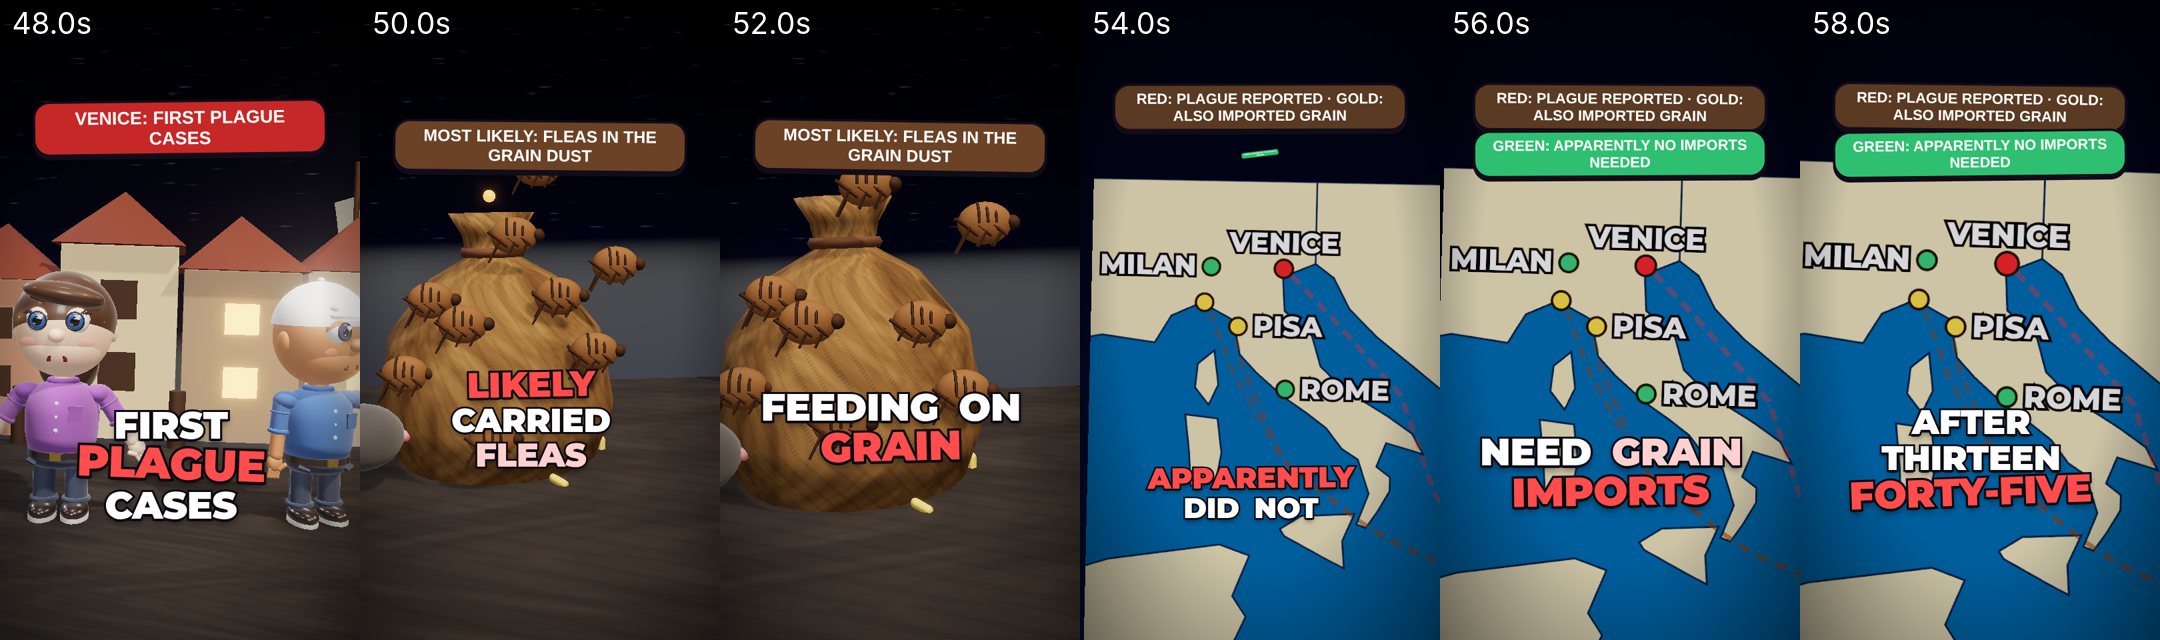 48.0s
VENICE: FIRST PLAGUE
CASES
FIRST
PLAGUE
CASES
50.0s
MOST LIKELY: FLEAS IN THE
GRAIN DUST
LIKELY
CARRIED
FLEAS
52.0s
MOST LIKELY: FLEAS IN THE
GRAIN DUST
FEEDING ON
GRAIN
54.0s
RED: PLAGUE REPORTED · GOLD:
ALSO IMPORTED GRAIN
VENICE
MILAN
PISA
ROME
APPARENTLY
DID NOT
56.0s
RED: PLAGUE REPORTED · GOLD:
ALSO IMPORTED GRAIN
GREEN: APPARENTLY NO IMPORTS
NEEDED
VENICE
MILAN
PISA
ROME
NEED GRAIN
IMPORTS
58.0s
RED: PLAGUE REPORTED · GOLD:
ALSO IMPORTED GRAIN
GREEN: APPARENTLY NO IMPORTS
NEEDED
VENICE
MILAN
PISA
ROME
AFTER
THIRTEEN
FORTY-FIVE